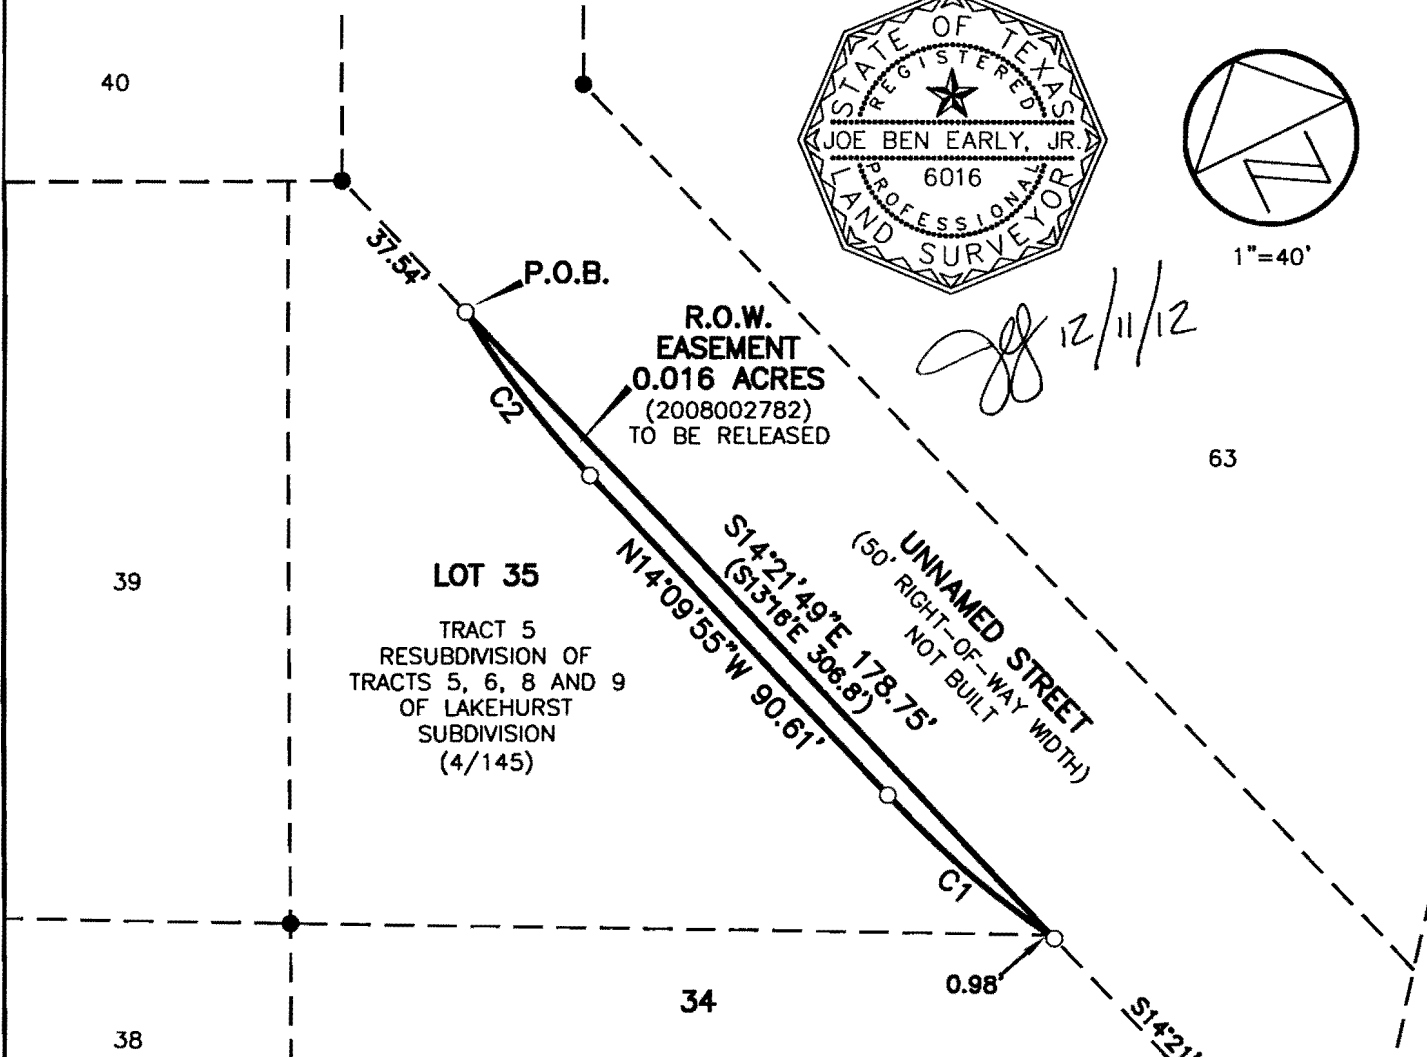 40
STATE OF TEXAS
REGISTERED
JOE BEN EARLY, JR.
6016
PROFESSIONAL
LAND SURVEYOR
N
1"=40'
12/11/12
37.54'
P.O.B.
R.O.W.
EASEMENT
0.016 ACRES
(2008002782)
TO BE RELEASED
C2
63
S14°21'49"E 178.75'
(S13°16'E 306.8')
UNNAMED STREET
(50' RIGHT-OF-WAY WIDTH)
NOT BUILT
N14°09'55"W 90.61'
39
LOT 35
TRACT 5
RESUBDIVISION OF
TRACTS 5, 6, 8 AND 9
OF LAKEHURST
SUBDIVISION
(4/145)
C1
0.98'
34
38
S14°21'